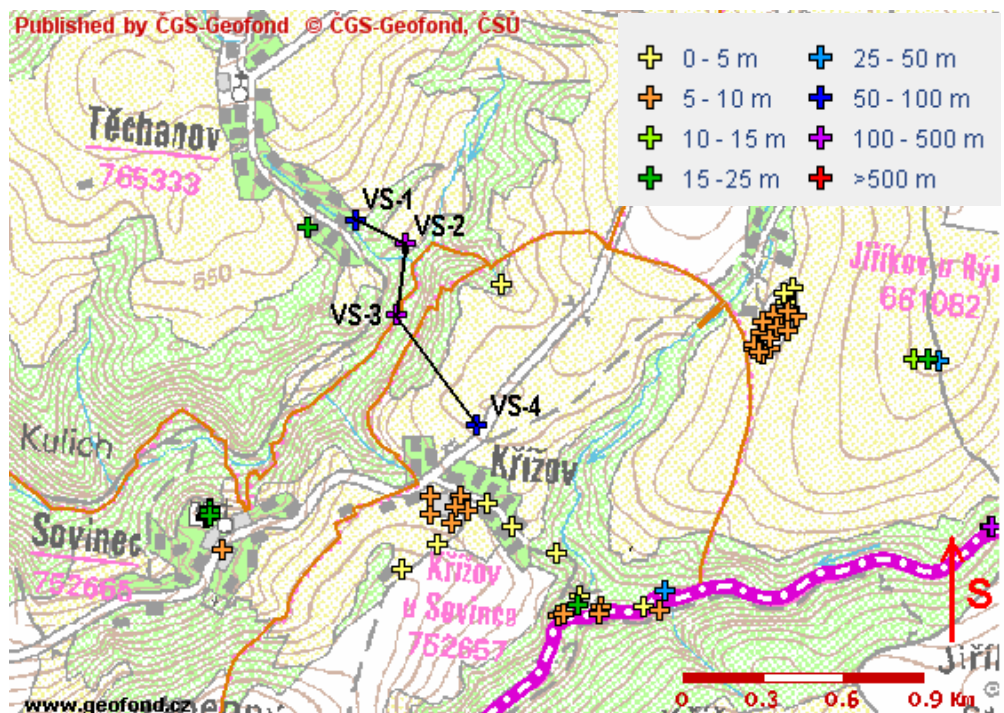 Published by ČGS-Geofond © ČGS-Geofond, ČSÚ
0 - 5 m
5 - 10 m
10 - 15 m
15 -25 m
25 - 50 m
50 - 100 m
100 - 500 m
>500 m
Těchanov
765333
VS-1
VS-2
VS-3
VS-4
550
Jiříkov u Rý
661082
Kulich
Křížov
Sovinec
752665
Křížov
u Sovince
752657
S
Jiří
0 0.3 0.6 0.9 Km
www.geofond.cz